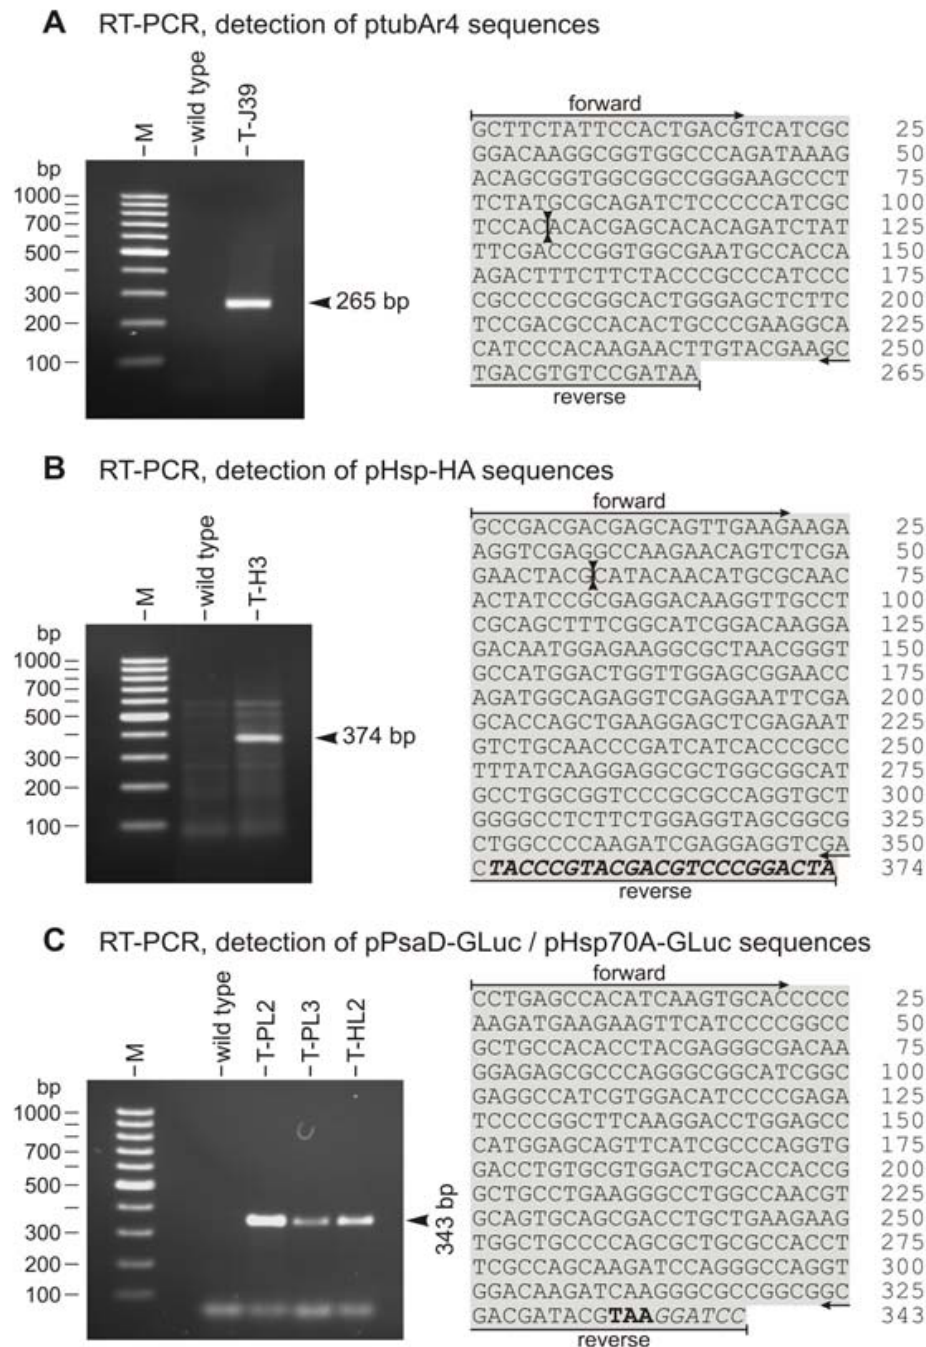 A RT-PCR, detection of ptubAr4 sequences
M
wild type
T-J39
bp
1000
700
500
300
200
100
265 bp
forward
GCTTCTATTCCACTGACGTCATCGC 25
GGACAAGGCGGTGGCCCAGATAAAG 50
ACAGCGGTGGCGGCCGGGAAGCCCT 75
TCTATGCGCAGATCTCCCCCATCGC 100
TCCACACACGAGCACACAGATCTAT 125
TTCGACCCGGTGGCGAATGCCACCA 150
AGACTTTCTTCTACCCGCCCATCCC 175
CGCCCCGCGGCACTGGGAGCTCTTC 200
TCCGACGCCACACTGCCCGAAGGCA 225
CATCCCACAAGAACTTGTACGAAGC 250
TGACGTGTCCGATAA 265
reverse
B RT-PCR, detection of pHsp-HA sequences
M
wild type
T-H3
bp
1000
700
500
300
200
100
374 bp
forward
GCCGACGACGAGCAGTTGAAGAAGA 25
AGGTCGAGGCCAAGAACAGTCTCGA 50
GAACTACGCATACAACATGCGCAAC 75
ACTATCCGCGAGGACAAGGTTGCCT 100
CGCAGCTTTCGGCATCGGACAAGGA 125
GACAATGGAGAAGGCGCTAACGGGT 150
GCCATGGACTGGTTGGAGCGGAACC 175
AGATGGCAGAGGTCGAGGAATTCGA 200
GCACCAGCTGAAGGAGCTCGAGAAT 225
GTCTGCAACCCGATCATCACCCGCC 250
TTTATCAAGGAGGCGCTGGCGGCAT 275
GCCTGGCGGTCCCGCGCCAGGTGCT 300
GGGGCCTCTTCTGGAGGTAGCGGCG 325
CTGGCCCCAAGATCGAGGAGGTCGA 350
CTACCCGTACGACGTCCCGGACTA 374
reverse
C RT-PCR, detection of pPsaD-GLuc / pHsp70A-GLuc sequences
M
wild type
T-PL2
T-PL3
T-HL2
bp
1000
700
500
300
200
100
343 bp
forward
CCTGAGCCACATCAAGTGCACCCCC 25
AAGATGAAGAAGTTCATCCCCGGCC 50
GCTGCCACACCTACGAGGGCGACAA 75
GGAGAGCGCCCAGGGCGGCATCGGC 100
GAGGCCATCGTGGACATCCCCGAGA 125
TCCCCGGCTTCAAGGACCTGGAGCC 150
CATGGAGCAGTTCATCGCCCAGGTG 175
GACCTGTGCGTGGACTGCACCACCG 200
GCTGCCTGAAGGGCCTGGCCAACGT 225
GCAGTGCAGCGACCTGCTGAAGAAG 250
TGGCTGCCCCAGCGCTGCGCCACCT 275
TCGCCAGCAAGATCCAGGGCCAGGT 300
GGACAAGATCAAGGGCGCCGGCGGC 325
GACGATACGTAAGGATCC 343
reverse